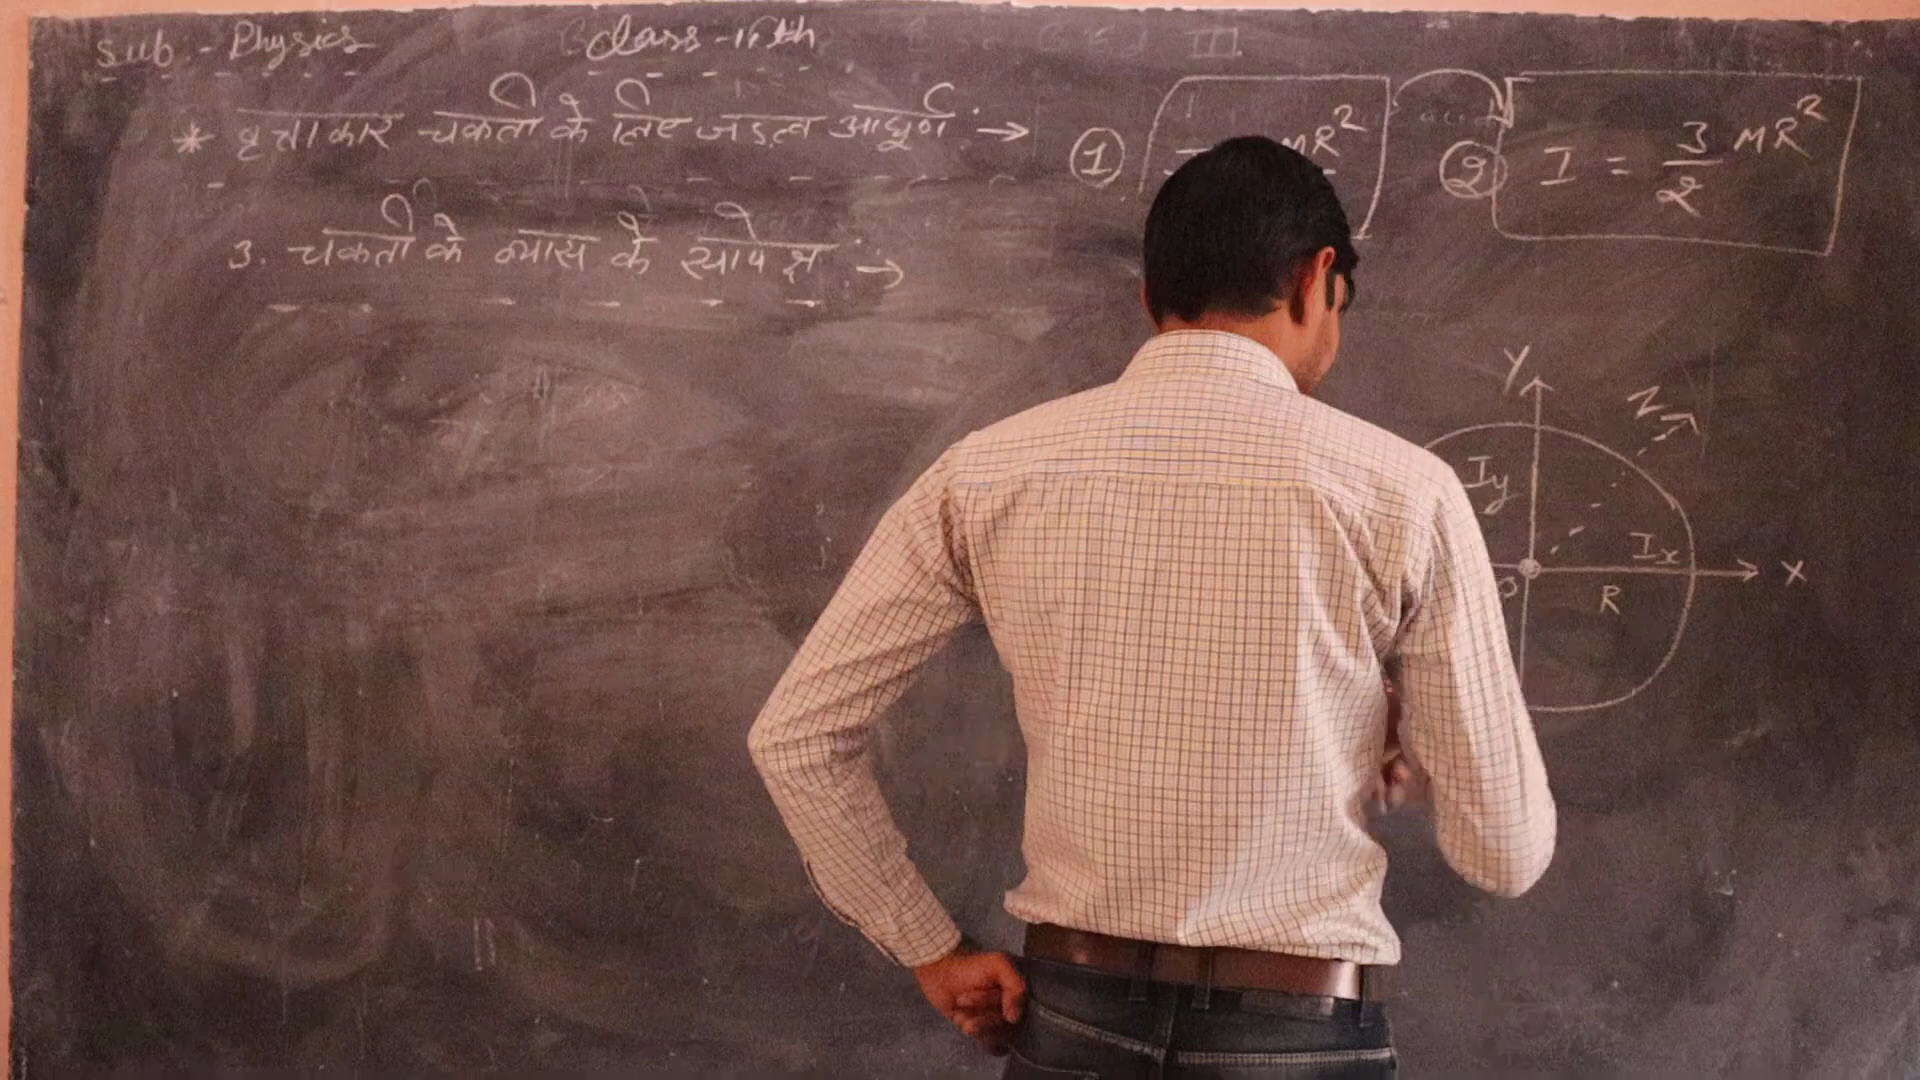 Sub. - Physics Class - 11th
* वृत्ताकार चकती के लिए जड़त्व आघूर्ण :→
① MR² ② I = 3/2 MR²
3. चकती के व्यास के सापेक्ष :→
Y
Z
Iy
Ix
X
O
R